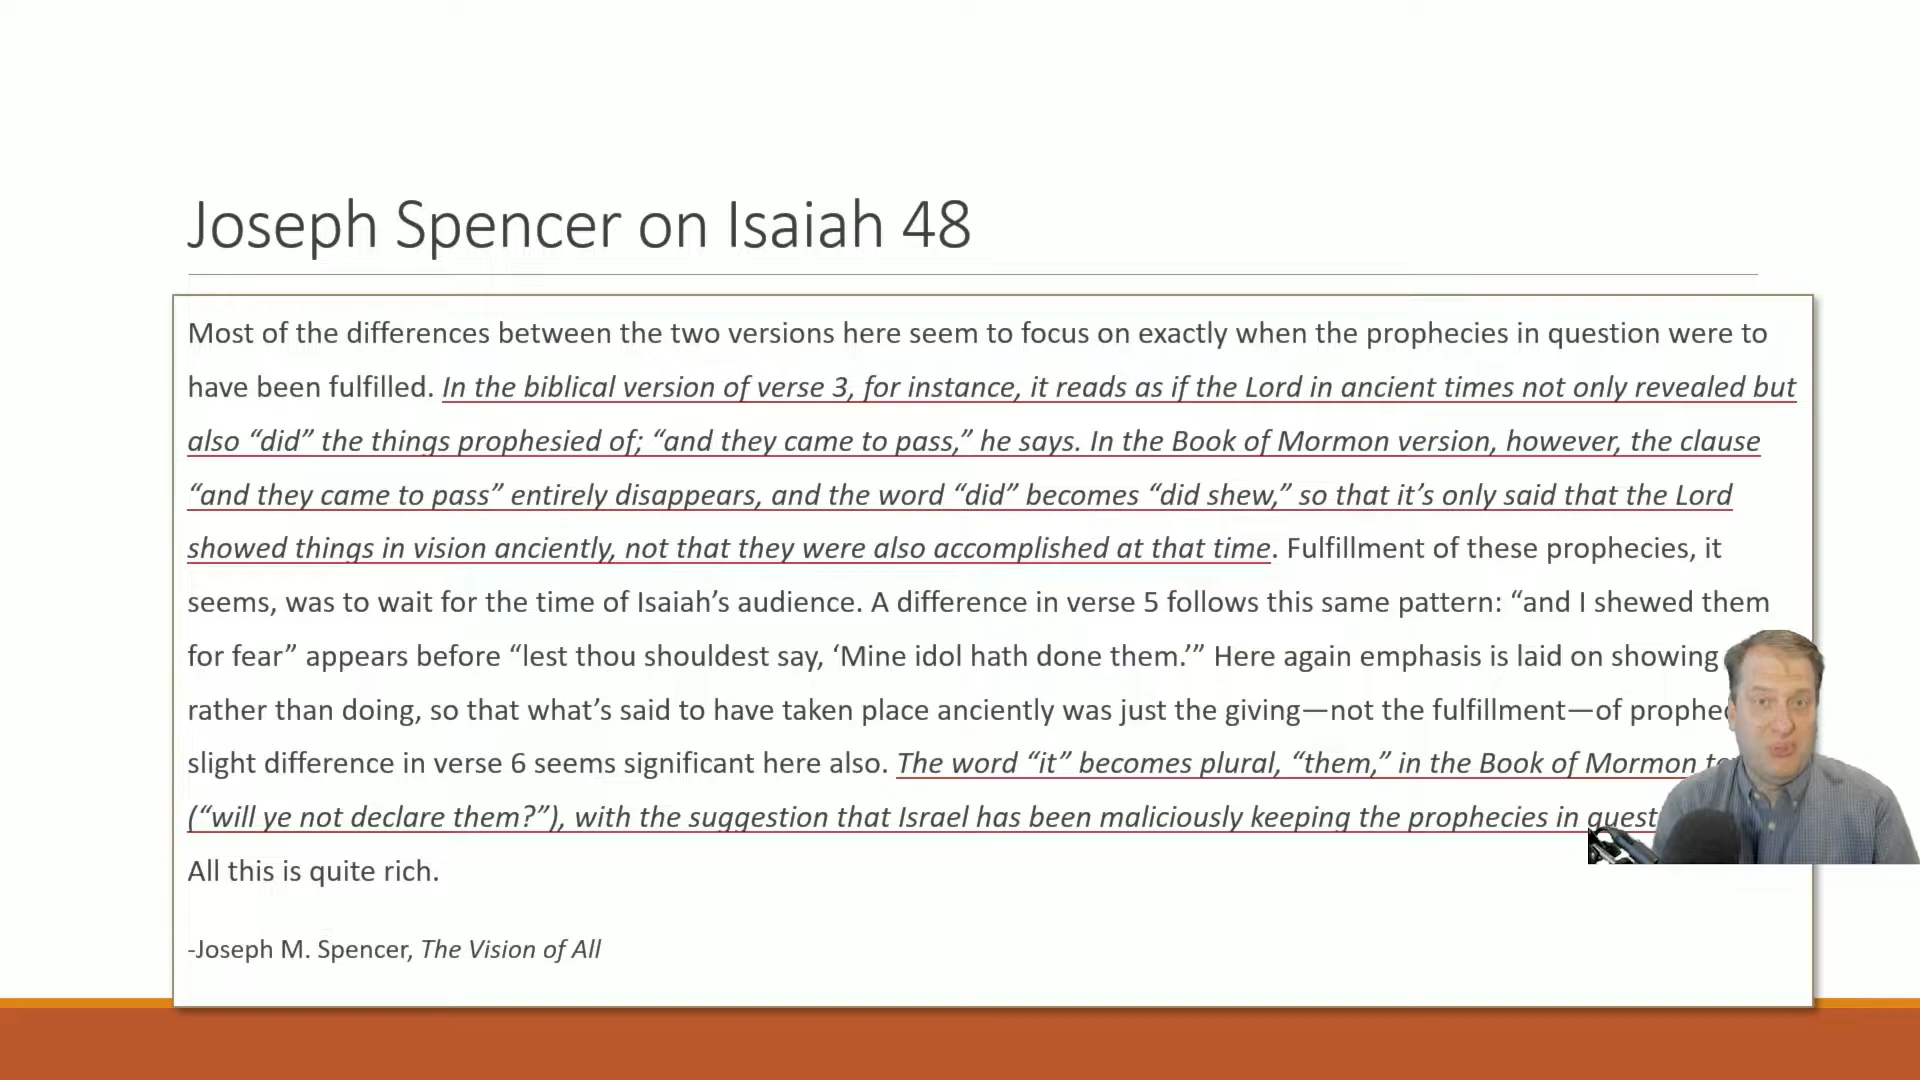 Joseph Spencer on Isaiah 48
Most of the differences between the two versions here seem to focus on exactly when the prophecies in question were to
have been fulfilled. In the biblical version of verse 3, for instance, it reads as if the Lord in ancient times not only revealed but
also “did” the things prophesied of; “and they came to pass,” he says. In the Book of Mormon version, however, the clause
“and they came to pass” entirely disappears, and the word “did” becomes “did shew,” so that it’s only said that the Lord
showed things in vision anciently, not that they were also accomplished at that time. Fulfillment of these prophecies, it
seems, was to wait for the time of Isaiah’s audience. A difference in verse 5 follows this same pattern: “and I shewed them
for fear” appears before “lest thou shouldest say, ‘Mine idol hath done them.’” Here again emphasis is laid on showing
rather than doing, so that what’s said to have taken place anciently was just the giving—not the fulfillment—of
slight difference in verse 6 seems significant here also. The word “it” becomes plural, “them,” in the Book of Mormon
(“will ye not declare them?”), with the suggestion that Israel has been maliciously keeping the prophecies in
All this is quite rich.
-Joseph M. Spencer, The Vision of All